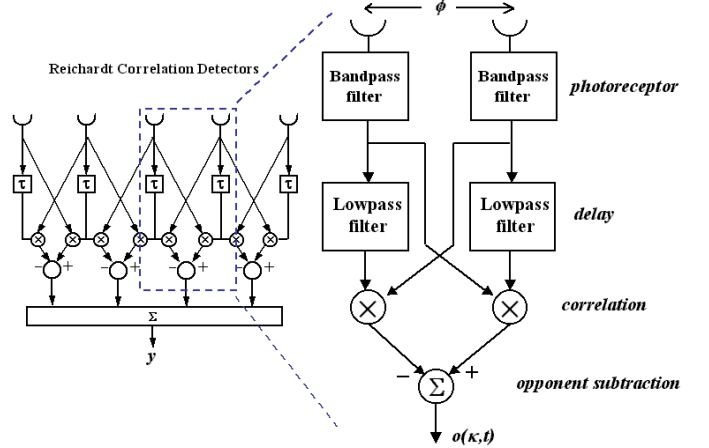 ϕ
Reichardt Correlation Detectors
Bandpass
filter
Bandpass
filter
photoreceptor
τ τ τ τ τ
Lowpass
filter
Lowpass
filter
delay
× × × × × × × ×
− + − + − + − +
× ×
correlation
Σ
y
− +
Σ
opponent subtraction
o(κ,t)